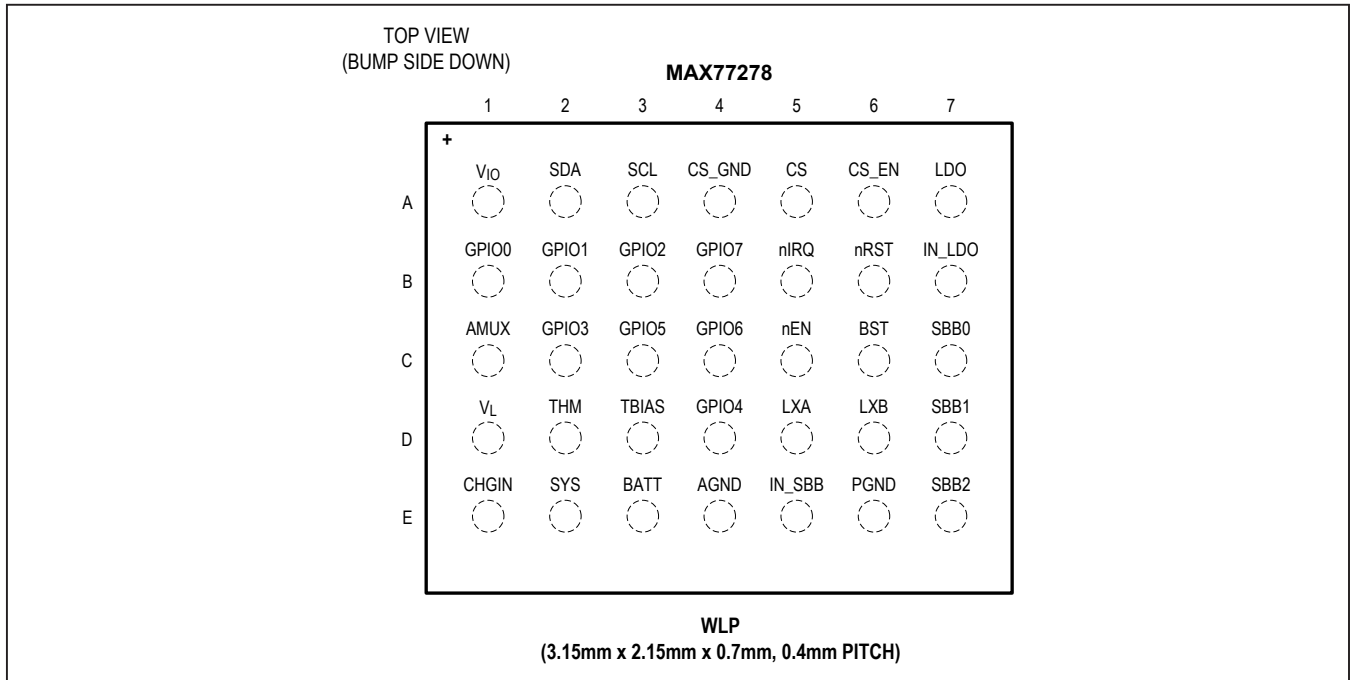 TOP VIEW
(BUMP SIDE DOWN)
MAX77278
1 2 3 4 5 6 7
+
VIO SDA SCL CS_GND CS CS_EN LDO
A
GPIO0 GPIO1 GPIO2 GPIO7 nIRQ nRST IN_LDO
B
AMUX GPIO3 GPIO5 GPIO6 nEN BST SBB0
C
VL THM TBIAS GPIO4 LXA LXB SBB1
D
CHGIN SYS BATT AGND IN_SBB PGND SBB2
E
WLP
(3.15mm x 2.15mm x 0.7mm, 0.4mm PITCH)